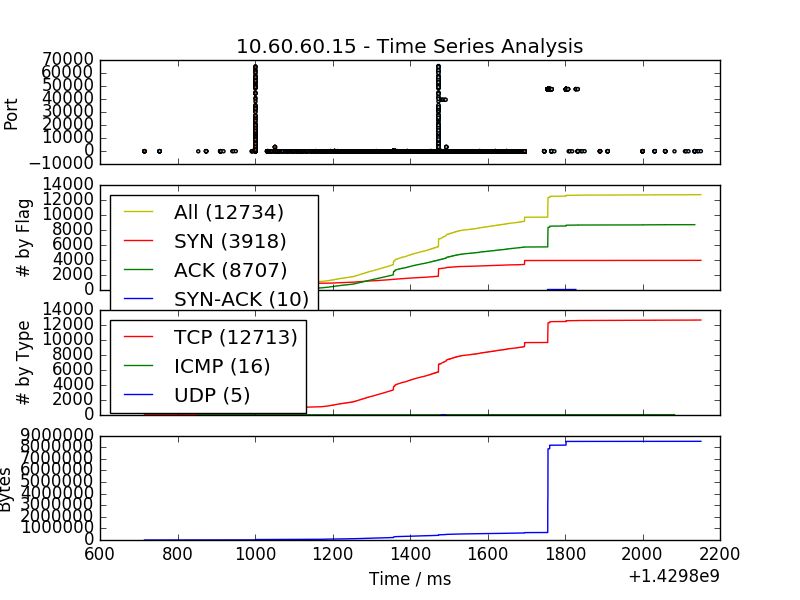 10.60.60.15 - Time Series Analysis
70000
60000
50000
40000
30000
20000
10000
0
−10000
Port
14000
12000
10000
8000
6000
4000
2000
0
# by Flag
All (12734)
SYN (3918)
ACK (8707)
SYN-ACK (10)
14000
12000
10000
8000
6000
4000
2000
0
# by Type
TCP (12713)
ICMP (16)
UDP (5)
9000000
8000000
7000000
6000000
5000000
4000000
3000000
2000000
1000000
0
Bytes
600 800 1000 1200 1400 1600 1800 2000 2200
Time / ms
+1.4298e9